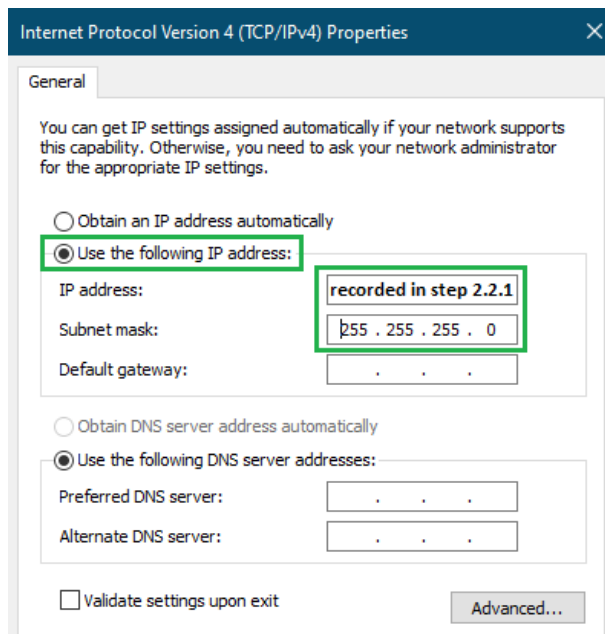 Internet Protocol Version 4 (TCP/IPv4) Properties
General
You can get IP settings assigned automatically if your network supports
this capability. Otherwise, you need to ask your network administrator
for the appropriate IP settings.
Obtain an IP address automatically
Use the following IP address:
IP address: recorded in step 2.2.1
Subnet mask: 255 . 255 . 255 . 0
Default gateway: . . .
Obtain DNS server address automatically
Use the following DNS server addresses:
Preferred DNS server: . . .
Alternate DNS server: . . .
Validate settings upon exit
Advanced...